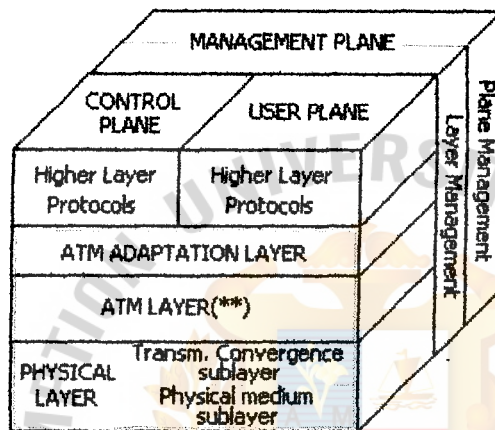 MANAGEMENT PLANE
CONTROL
PLANE
USER PLANE
Higher Layer
Protocols
Higher Layer
Protocols
ATM ADAPTATION LAYER
ATM LAYER(**)
PHYSICAL
LAYER
Transm. Convergence
sublayer
Physical medium
sublayer
Layer Management
Plane Management